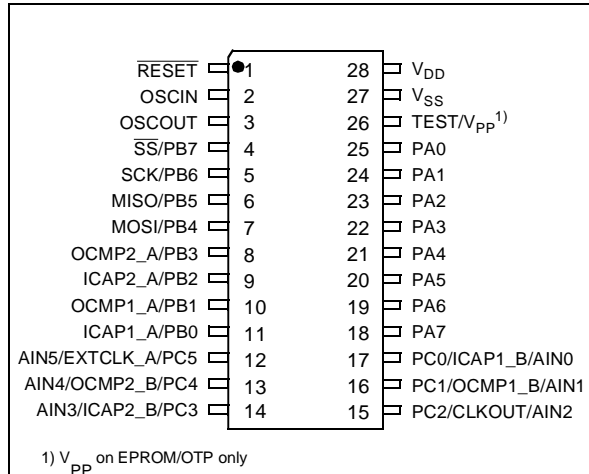 RESET 1 28 VDD
OSCIN 2 27 VSS
OSCOUT 3 26 TEST/VPP1)
SS/PB7 4 25 PA0
SCK/PB6 5 24 PA1
MISO/PB5 6 23 PA2
MOSI/PB4 7 22 PA3
OCMP2_A/PB3 8 21 PA4
ICAP2_A/PB2 9 20 PA5
OCMP1_A/PB1 10 19 PA6
ICAP1_A/PB0 11 18 PA7
AIN5/EXTCLK_A/PC5 12 17 PC0/ICAP1_B/AIN0
AIN4/OCMP2_B/PC4 13 16 PC1/OCMP1_B/AIN1
AIN3/ICAP2_B/PC3 14 15 PC2/CLKOUT/AIN2
1) VPP on EPROM/OTP only